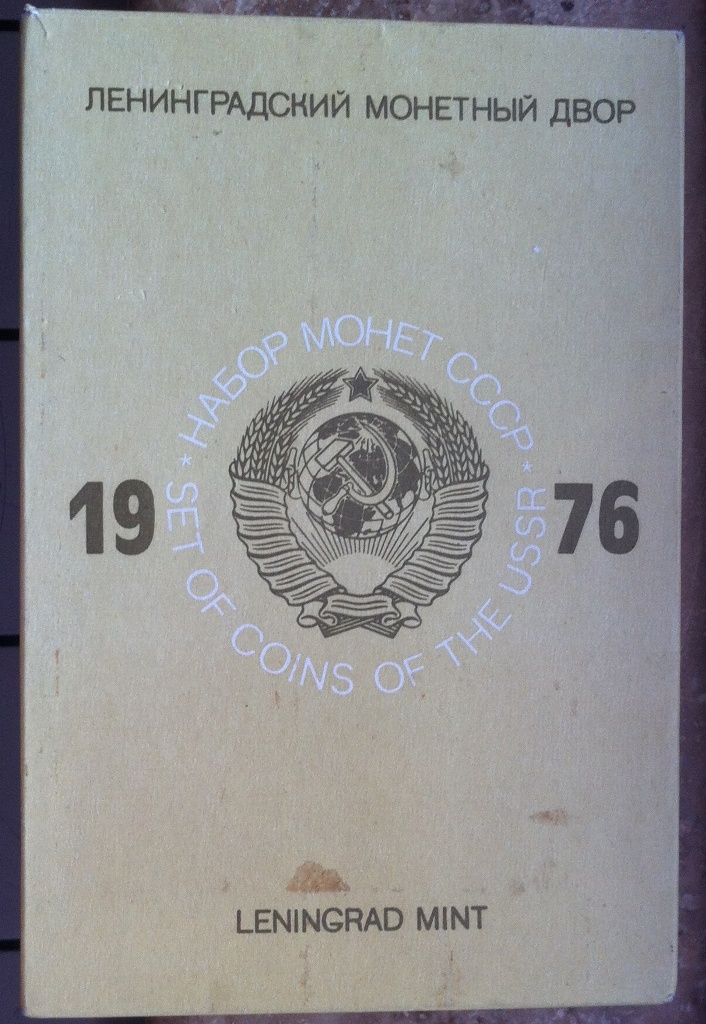 ЛЕНИНГРАДСКИЙ МОНЕТНЫЙ ДВОР
* НАБОР МОНЕТ СССР *
19 76
SET OF COINS OF THE USSR
LENINGRAD MINT